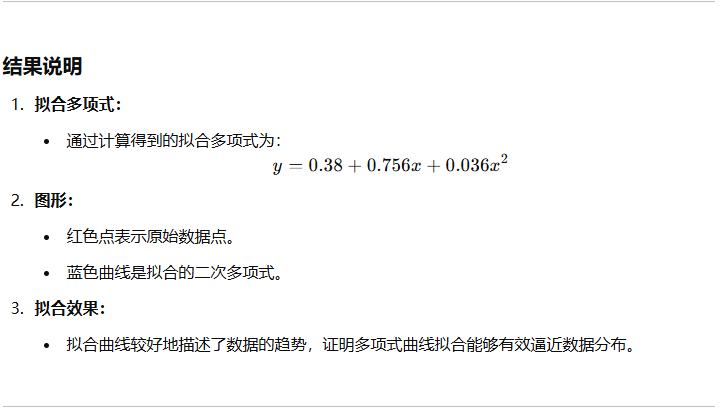 结果说明
1. 拟合多项式：
• 通过计算得到的拟合多项式为：
y = 0.38 + 0.756x + 0.036x²
2. 图形：
• 红色点表示原始数据点。
• 蓝色曲线是拟合的二次多项式。
3. 拟合效果：
• 拟合曲线较好地描述了数据的趋势，证明多项式曲线拟合能够有效逼近数据分布。